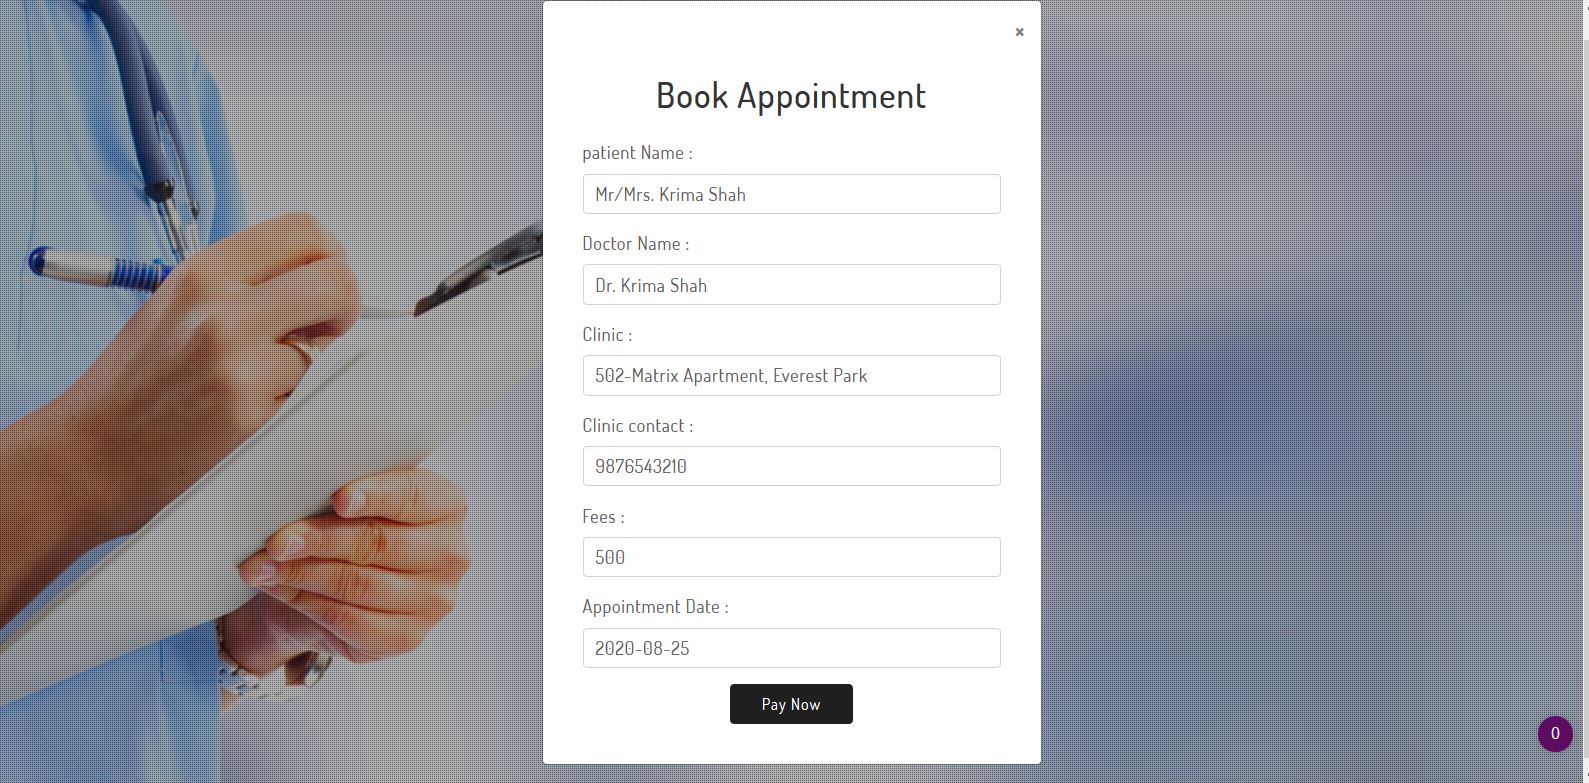 ×
Book Appointment
patient Name :
Mr/Mrs. Krima Shah
Doctor Name :
Dr. Krima Shah
Clinic :
502-Matrix Apartment, Everest Park
Clinic contact :
9876543210
Fees :
500
Appointment Date :
2020-08-25
Pay Now
0